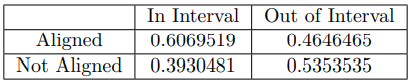 In Interval Out of Interval
Aligned 0.6069519 0.4646465
Not Aligned 0.3930481 0.5353535